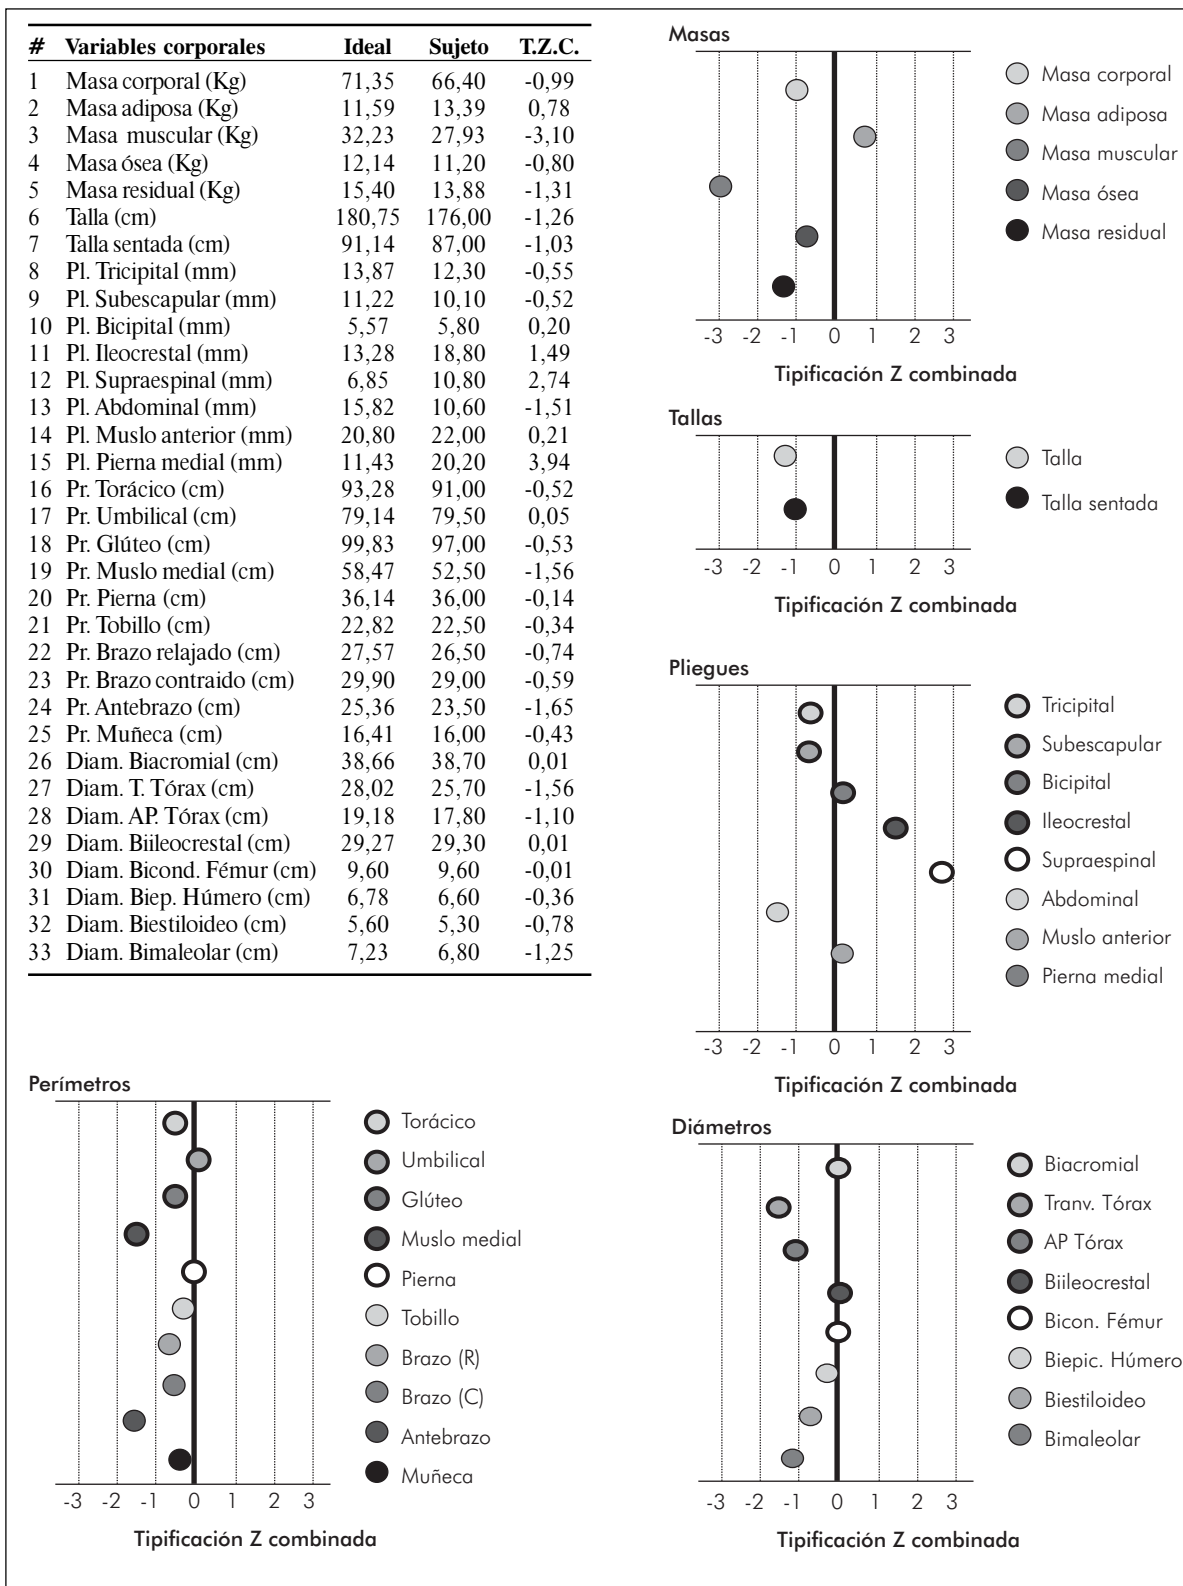 # Variables corporales Ideal Sujeto T.Z.C.
1 Masa corporal (Kg) 71,35 66,40 -0,99
2 Masa adiposa (Kg) 11,59 13,39 0,78
3 Masa muscular (Kg) 32,23 27,93 -3,10
4 Masa ósea (Kg) 12,14 11,20 -0,80
5 Masa residual (Kg) 15,40 13,88 -1,31
6 Talla (cm) 180,75 176,00 -1,26
7 Talla sentada (cm) 91,14 87,00 -1,03
8 Pl. Tricipital (mm) 13,87 12,30 -0,55
9 Pl. Subescapular (mm) 11,22 10,10 -0,52
10 Pl. Bicipital (mm) 5,57 5,80 0,20
11 Pl. Ileocrestal (mm) 13,28 18,80 1,49
12 Pl. Supraespinal (mm) 6,85 10,80 2,74
13 Pl. Abdominal (mm) 15,82 10,60 -1,51
14 Pl. Muslo anterior (mm) 20,80 22,00 0,21
15 Pl. Pierna medial (mm) 11,43 20,20 3,94
16 Pr. Torácico (cm) 93,28 91,00 -0,52
17 Pr. Umbilical (cm) 79,14 79,50 0,05
18 Pr. Glúteo (cm) 99,83 97,00 -0,53
19 Pr. Muslo medial (cm) 58,47 52,50 -1,56
20 Pr. Pierna (cm) 36,14 36,00 -0,14
21 Pr. Tobillo (cm) 22,82 22,50 -0,34
22 Pr. Brazo relajado (cm) 27,57 26,50 -0,74
23 Pr. Brazo contraido (cm) 29,90 29,00 -0,59
24 Pr. Antebrazo (cm) 25,36 23,50 -1,65
25 Pr. Muñeca (cm) 16,41 16,00 -0,43
26 Diam. Biacromial (cm) 38,66 38,70 0,01
27 Diam. T. Tórax (cm) 28,02 25,70 -1,56
28 Diam. AP. Tórax (cm) 19,18 17,80 -1,10
29 Diam. Biileocrestal (cm) 29,27 29,30 0,01
30 Diam. Bicond. Fémur (cm) 9,60 9,60 -0,01
31 Diam. Biep. Húmero (cm) 6,78 6,60 -0,36
32 Diam. Biestiloideo (cm) 5,60 5,30 -0,78
33 Diam. Bimaleolar (cm) 7,23 6,80 -1,25
Masas
Masa corporal
Masa adiposa
Masa muscular
Masa ósea
Masa residual
-3 -2 -1 0 1 2 3
Tipificación Z combinada
Tallas
Talla
Talla sentada
-3 -2 -1 0 1 2 3
Tipificación Z combinada
Pliegues
Tricipital
Subescapular
Bicipital
Ileocrestal
Supraespinal
Abdominal
Muslo anterior
Pierna medial
-3 -2 -1 0 1 2 3
Tipificación Z combinada
Perímetros
Torácico
Umbilical
Glúteo
Muslo medial
Pierna
Tobillo
Brazo (R)
Brazo (C)
Antebrazo
Muñeca
-3 -2 -1 0 1 2 3
Tipificación Z combinada
Diámetros
Biacromial
Tranv. Tórax
AP Tórax
Biileocrestal
Bicon. Fémur
Biepic. Húmero
Biestiloideo
Bimaleolar
-3 -2 -1 0 1 2 3
Tipificación Z combinada